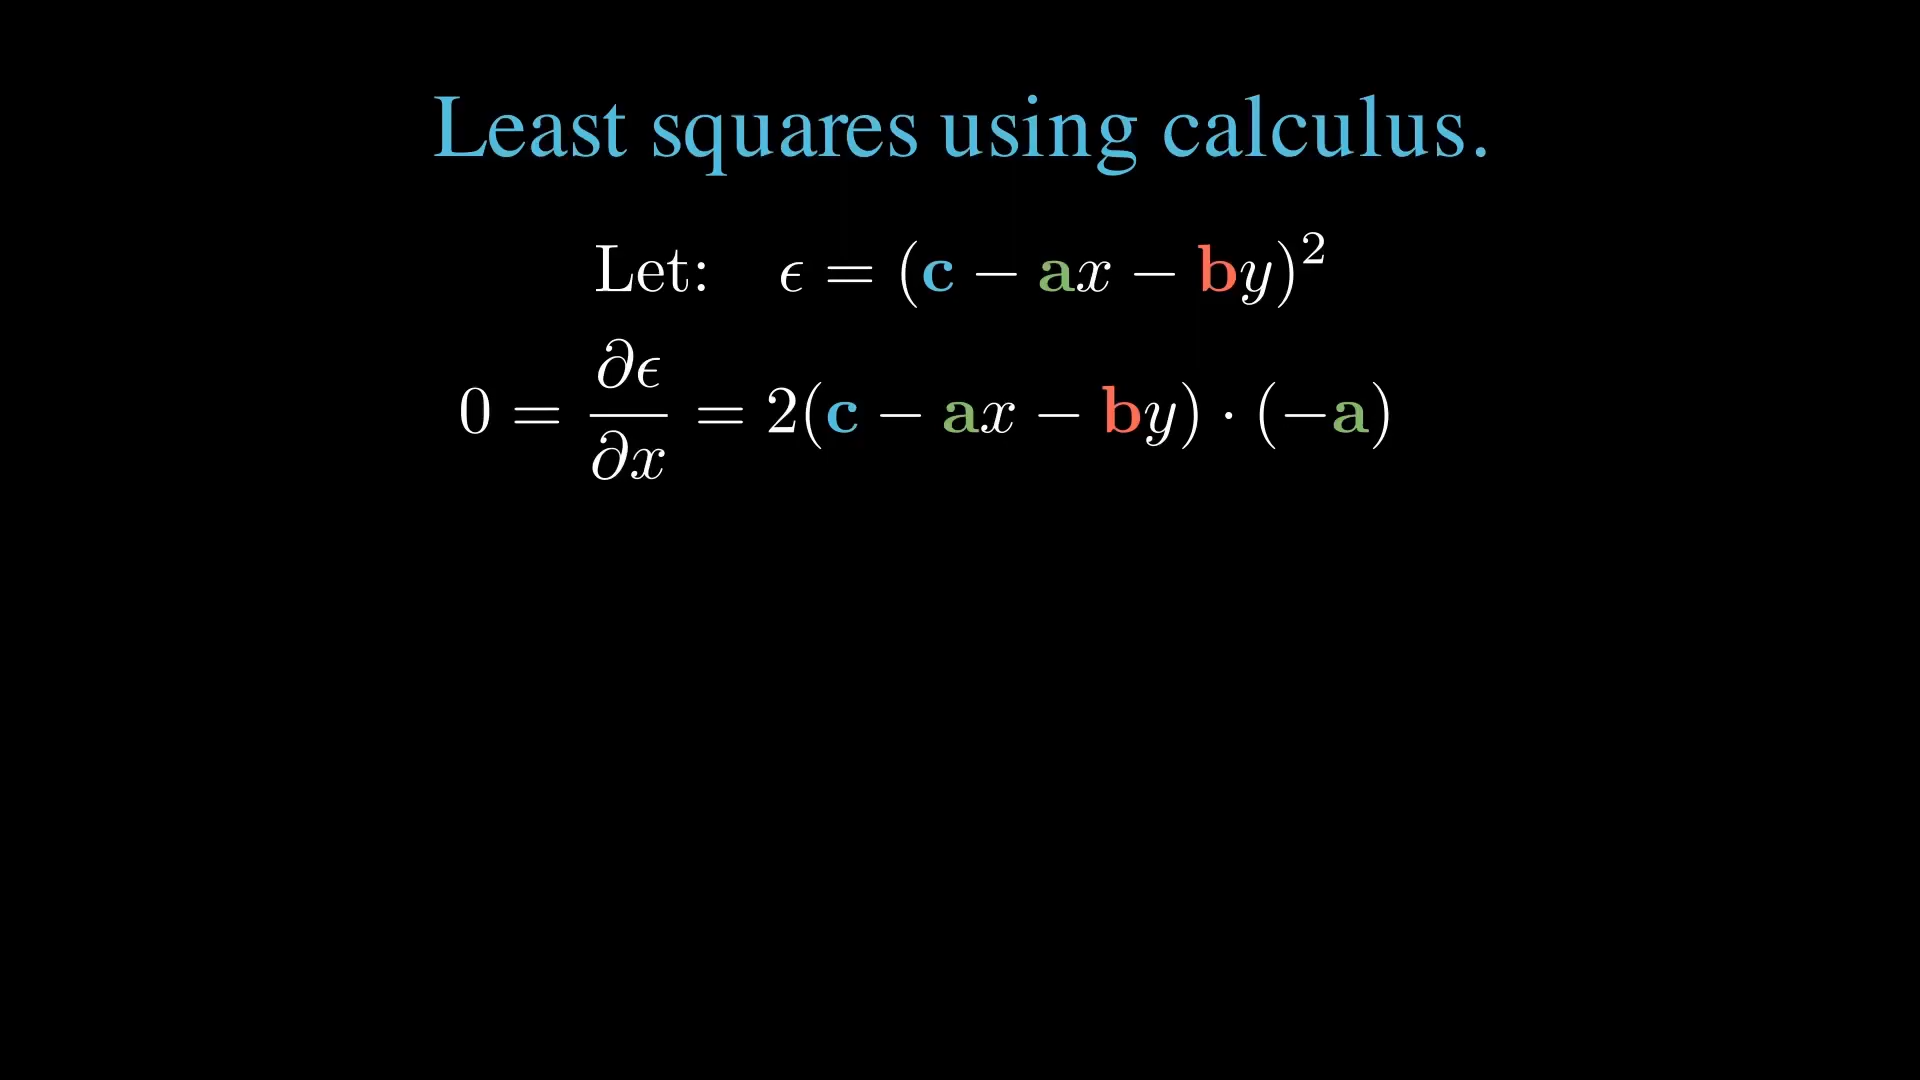 Least squares using calculus.
Let: ϵ = (c − ax − by)²
0 = ∂ϵ/∂x = 2(c − ax − by) · (−a)